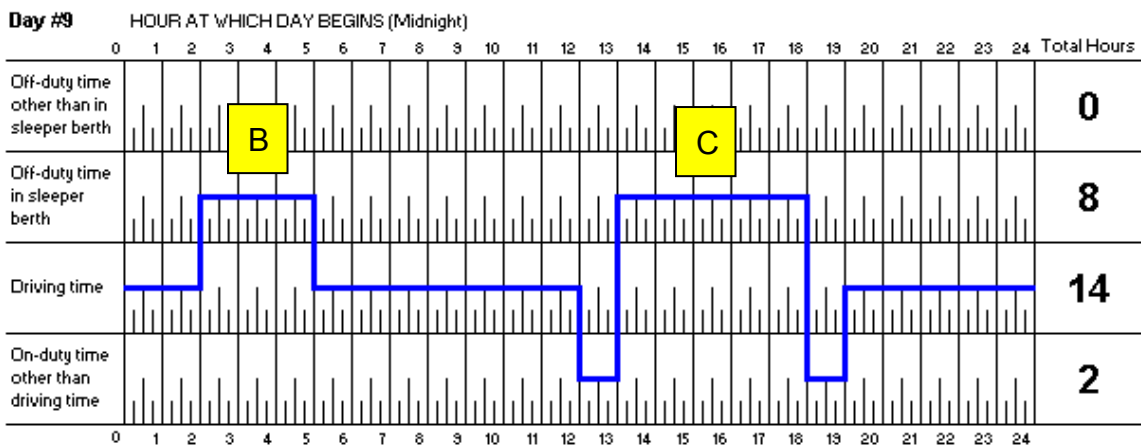 Day #9 HOUR AT WHICH DAY BEGINS (Midnight)
0 1 2 3 4 5 6 7 8 9 10 11 12 13 14 15 16 17 18 19 20 21 22 23 24 Total Hours
Off-duty time
other than in
sleeper berth
0
B
C
Off-duty time
in sleeper
berth
8
Driving time
14
On-duty time
other than
driving time
2
0 1 2 3 4 5 6 7 8 9 10 11 12 13 14 15 16 17 18 19 20 21 22 23 24